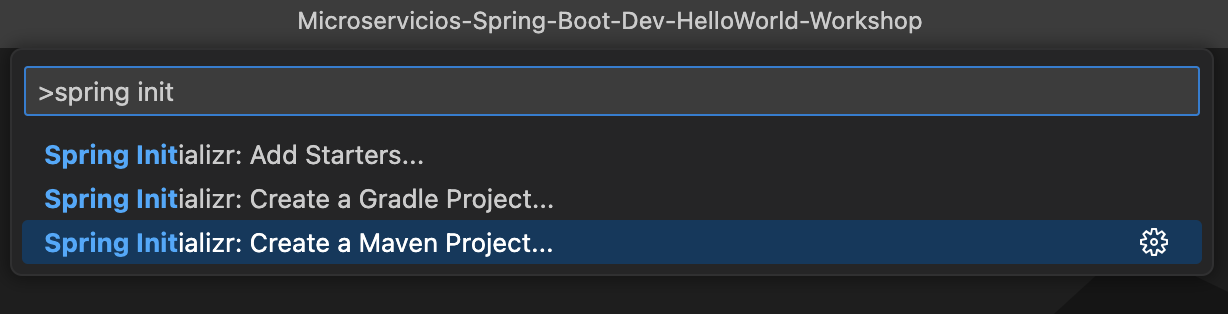 Microservicios-Spring-Boot-Dev-HelloWorld-Workshop
>spring init
Spring Initializr: Add Starters...
Spring Initializr: Create a Gradle Project...
Spring Initializr: Create a Maven Project...